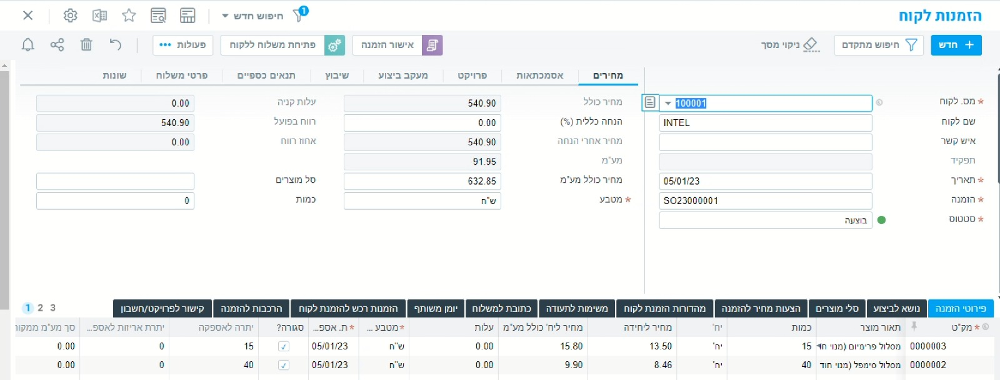 הזמנות לקוח
1
חיפוש חדש
+ חדש
חיפוש מתקדם
ניקוי מסך
אישור הזמנה
פתיחת משלוח ללקוח
פעולות •••
* מס. לקוח 100001
שם לקוח INTEL
איש קשר
תפקיד
* תאריך 05/01/23
* הזמנה SO23000001
* סטטוס בוצעה
מחירים אסמכתאות פרויקט מעקב ביצוע שיבוץ תנאים כספיים פרטי משלוח שונות
מחיר כולל 540.90 עלות קניה 0.00
הנחה כללית (%) 0.00 רווח בפועל 540.90
מחיר אחרי הנחה 540.90 אחוז רווח 0.00
מע"מ 91.95
מחיר כולל מע"מ 632.85 סל מוצרים
* מטבע ש"ח כמות 0
פירוטי הזמנה נושא לביצוע סלי מוצרים הצעות מחיר להזמנה מהדורות הזמנת לקוח משימות לתעודה כתובת למשלוח יומן משותף הזמנות רכש להזמנת לקוח הרכבות להזמנה קישור לפרויקט/חשבון 3 2 1
* מק"ט תאור מוצר כמות יח' מחיר ליחידה מחיר ליח' כולל מע"מ עלות *מטבע ... *ת. אספ... סגורה? יתרה לאספקה יתרת אריזות לאספ... סך מע"מ ממקור
0000003 מסלול פרימיום (מנוי חו 15 יח' 13.50 15.80 0.00 ש"ח 05/01/23 15 0 0.00
0000002 מסלול סימפל (מנוי חוד 40 יח' 8.46 9.90 0.00 ש"ח 05/01/23 40 0 0.00